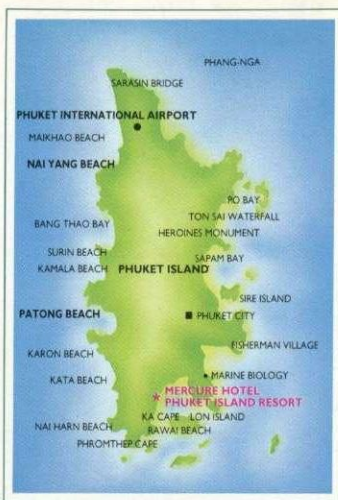 PHANG-NGA
SARASIN BRIDGE
PHUKET INTERNATIONAL AIRPORT
MAIKHAO BEACH
NAI YANG BEACH
PO BAY
TON SAI WATERFALL
BANG THAO BAY
HEROINES MONUMENT
SURIN BEACH
SAPAM BAY
KAMALA BEACH
PHUKET ISLAND
SIRE ISLAND
PATONG BEACH
PHUKET CITY
FISHERMAN VILLAGE
KARON BEACH
MARINE BIOLOGY
KATA BEACH
MERCURE HOTEL
PHUKET ISLAND RESORT
KA CAPE
LON ISLAND
NAI HARN BEACH
RAWAI BEACH
PHROMTHEP CAPE